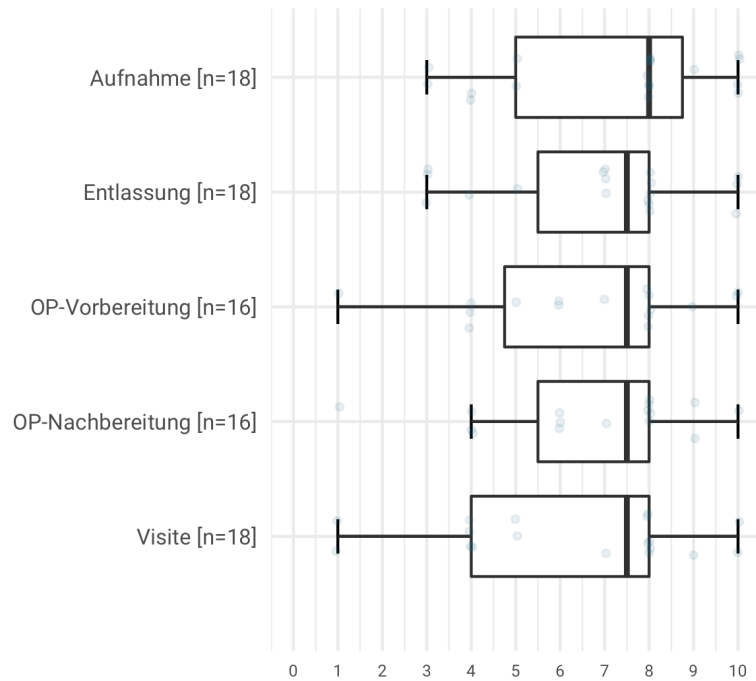 Aufnahme [n=18]
Entlassung [n=18]
OP-Vorbereitung [n=16]
OP-Nachbereitung [n=16]
Visite [n=18]
0 1 2 3 4 5 6 7 8 9 10